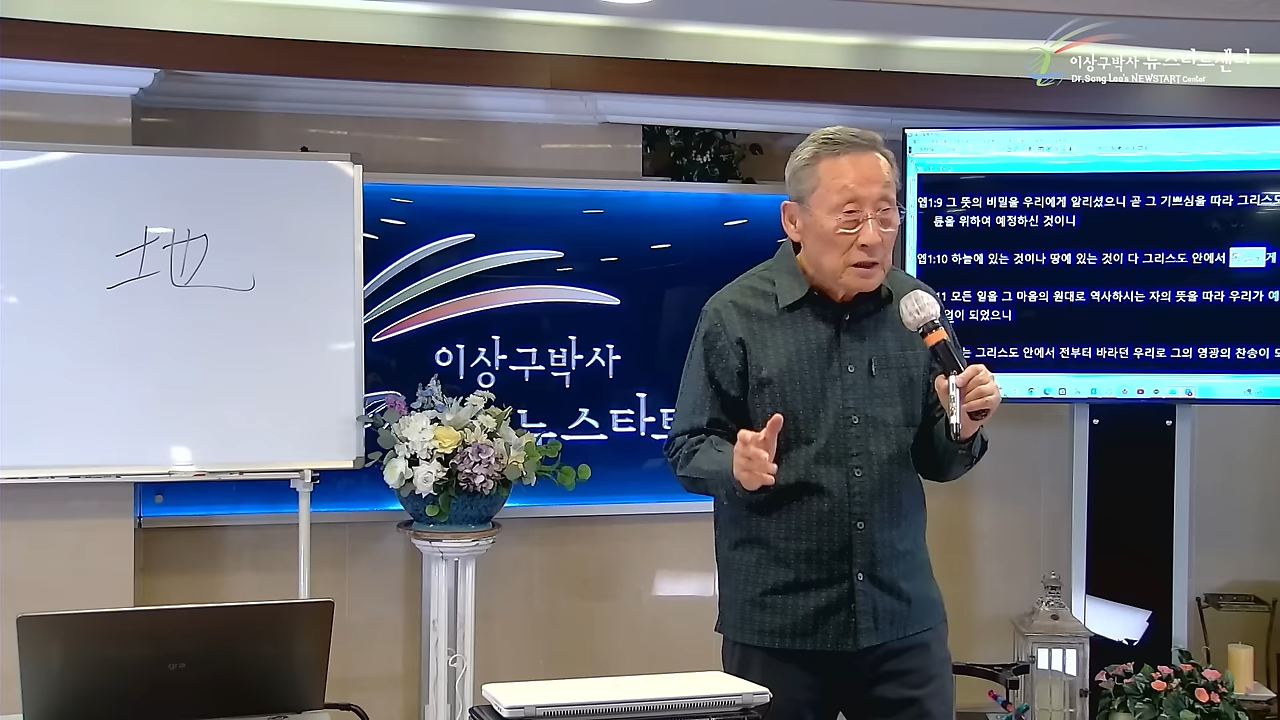 이상구박사 뉴스타트센터
Dr. Sang Lee's NEWSTART Center
地
이상구박사
뉴스타트
엡1:9 그 뜻의 비밀을 우리에게 알리셨으니 곧 그 기쁘심을 따라 그리스도
륜을 위하여 예정하신 것이니
엡1:10 하늘에 있는 것이나 땅에 있는 것이 다 그리스도 안에서 게
11 모든 일을 그 마음의 원대로 역사하시는 자의 뜻을 따라 우리가 예
업이 되었으니
는 그리스도 안에서 전부터 바라던 우리로 그의 영광의 찬송이 되
gram